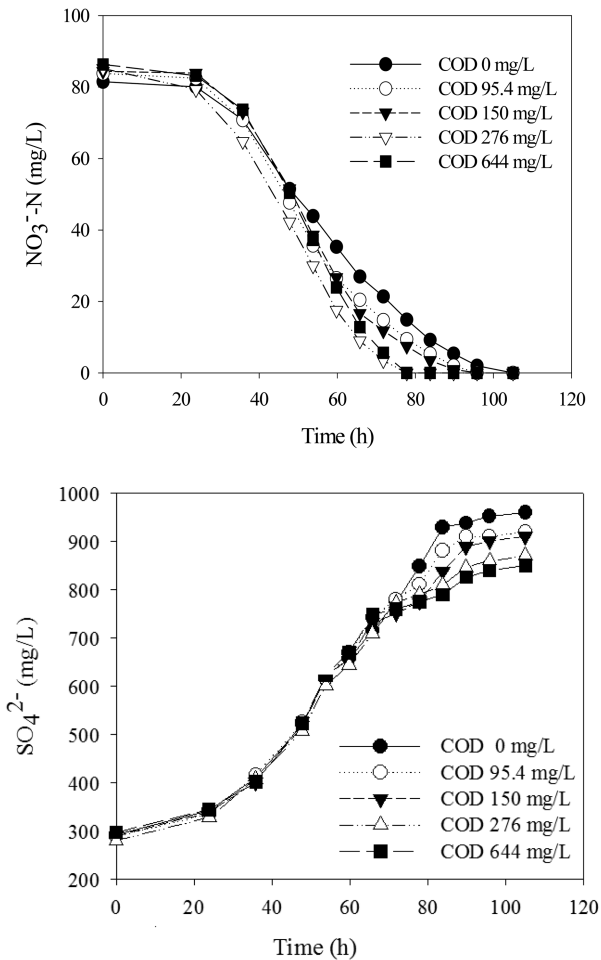 100
80
60
40
20
0
NO3⁻-N (mg/L)
COD 0 mg/L
COD 95.4 mg/L
COD 150 mg/L
COD 276 mg/L
COD 644 mg/L
0 20 40 60 80 100 120
Time (h)
1000
900
800
700
600
500
400
300
200
SO4²⁻ (mg/L)
COD 0 mg/L
COD 95.4 mg/L
COD 150 mg/L
COD 276 mg/L
COD 644 mg/L
0 20 40 60 80 100 120
Time (h)